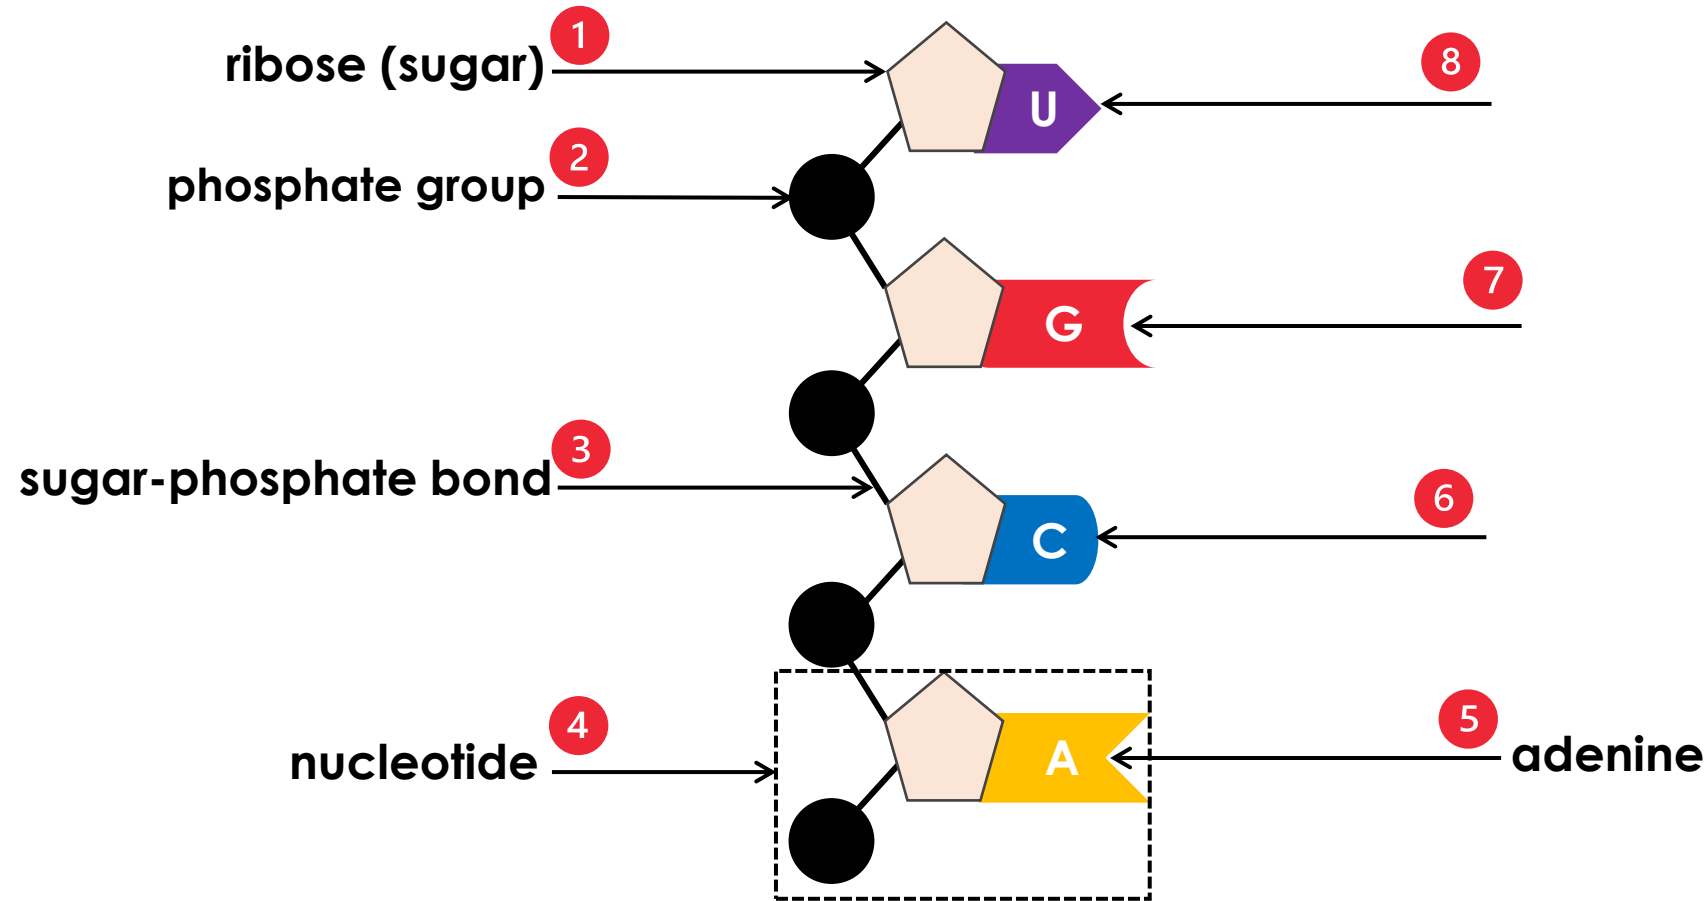 1
ribose (sugar)
8
U
2
phosphate group
7
G
3
sugar-phosphate bond
6
C
4
nucleotide
5
adenine
A